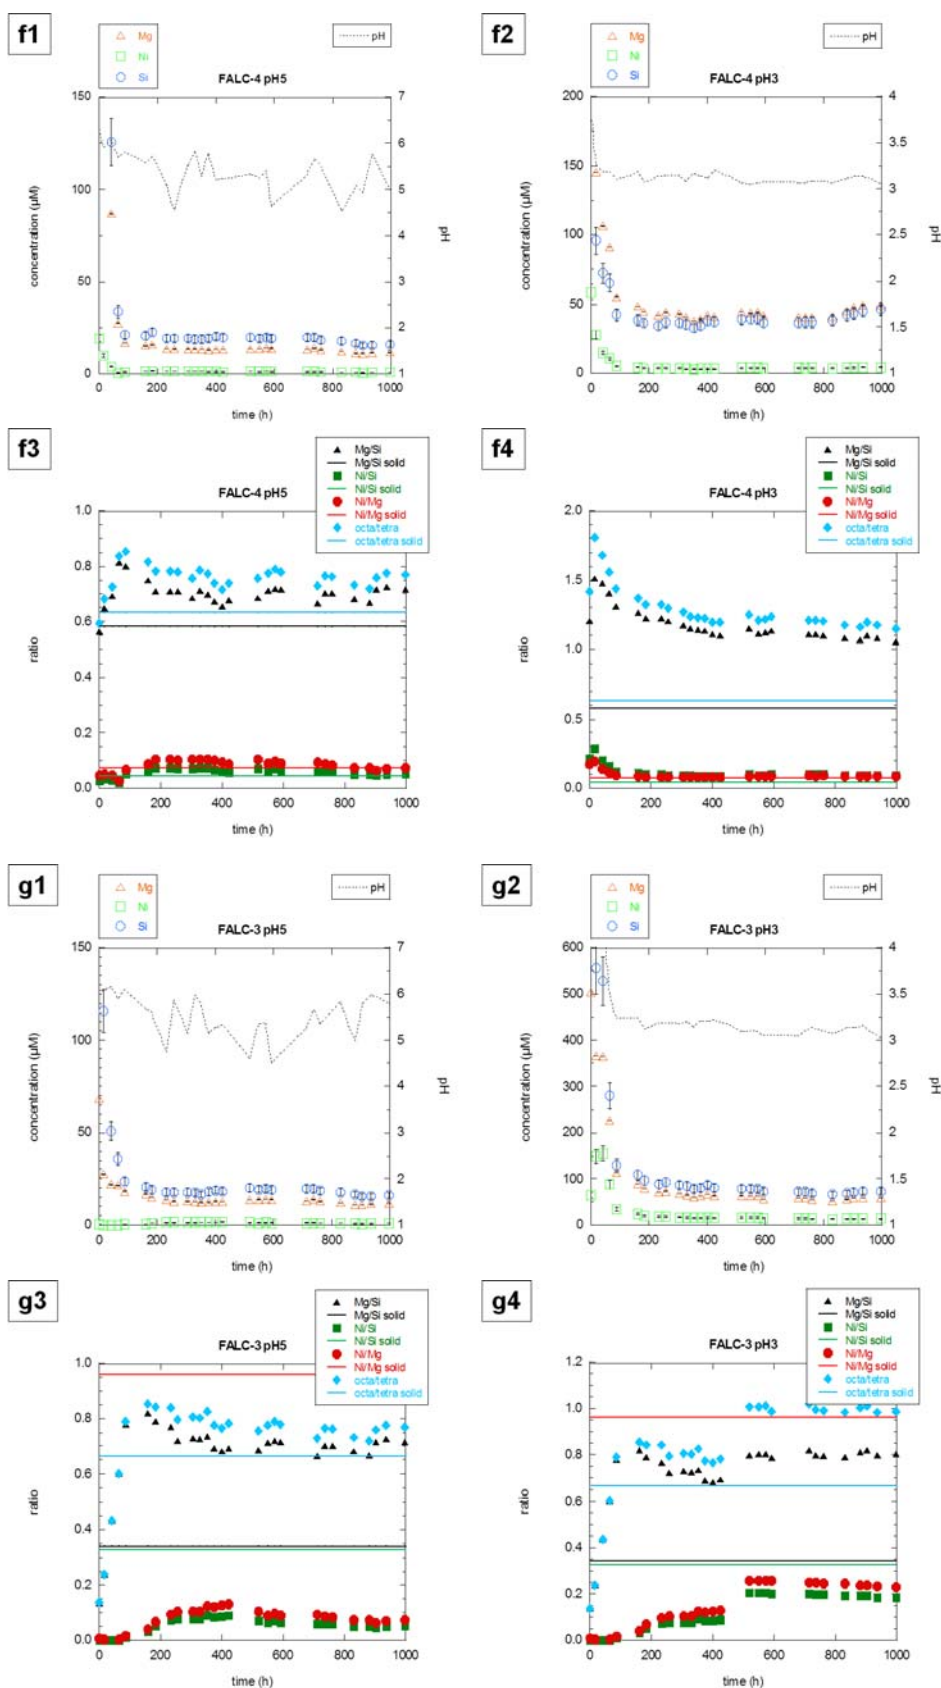 f1
Mg
Ni
Si
pH
FALC-4 pH5
150
100
50
0
7
6
5
4
3
2
1
concentration (µM)
pH
0 200 400 600 800 1000
time (h)
f2
Mg
Ni
Si
pH
FALC-4 pH3
200
150
100
50
0
4
3.5
3
2.5
2
1.5
1
concentration (µM)
pH
0 200 400 600 800 1000
time (h)
f3
Mg/Si
Mg/Si solid
Ni/Si
Ni/Si solid
Ni/Mg
Ni/Mg solid
octa/tetra
octa/tetra solid
FALC-4 pH5
1.0
0.8
0.6
0.4
0.2
0.0
ratio
0 200 400 600 800 1000
time (h)
f4
Mg/Si
Mg/Si solid
Ni/Si
Ni/Si solid
Ni/Mg
Ni/Mg solid
octa/tetra
octa/tetra solid
FALC-4 pH3
2.0
1.5
1.0
0.5
0.0
ratio
0 200 400 600 800 1000
time (h)
g1
Mg
Ni
Si
pH
FALC-3 pH5
150
100
50
0
7
6
5
4
3
2
1
concentration (µM)
pH
0 200 400 600 800 1000
time (h)
g2
Mg
Ni
Si
pH
FALC-3 pH3
600
500
400
300
200
100
0
4
3.5
3
2.5
2
1.5
1
concentration (µM)
pH
0 200 400 600 800 1000
time (h)
g3
Mg/Si
Mg/Si solid
Ni/Si
Ni/Si solid
Ni/Mg
Ni/Mg solid
octa/tetra
octa/tetra solid
FALC-3 pH5
1.0
0.8
0.6
0.4
0.2
0.0
ratio
0 200 400 600 800 1000
time (h)
g4
Mg/Si
Mg/Si solid
Ni/Si
Ni/Si solid
Ni/Mg
Ni/Mg solid
octa/tetra
octa/tetra solid
FALC-3 pH3
1.2
1.0
0.8
0.6
0.4
0.2
0.0
ratio
0 200 400 600 800 1000
time (h)